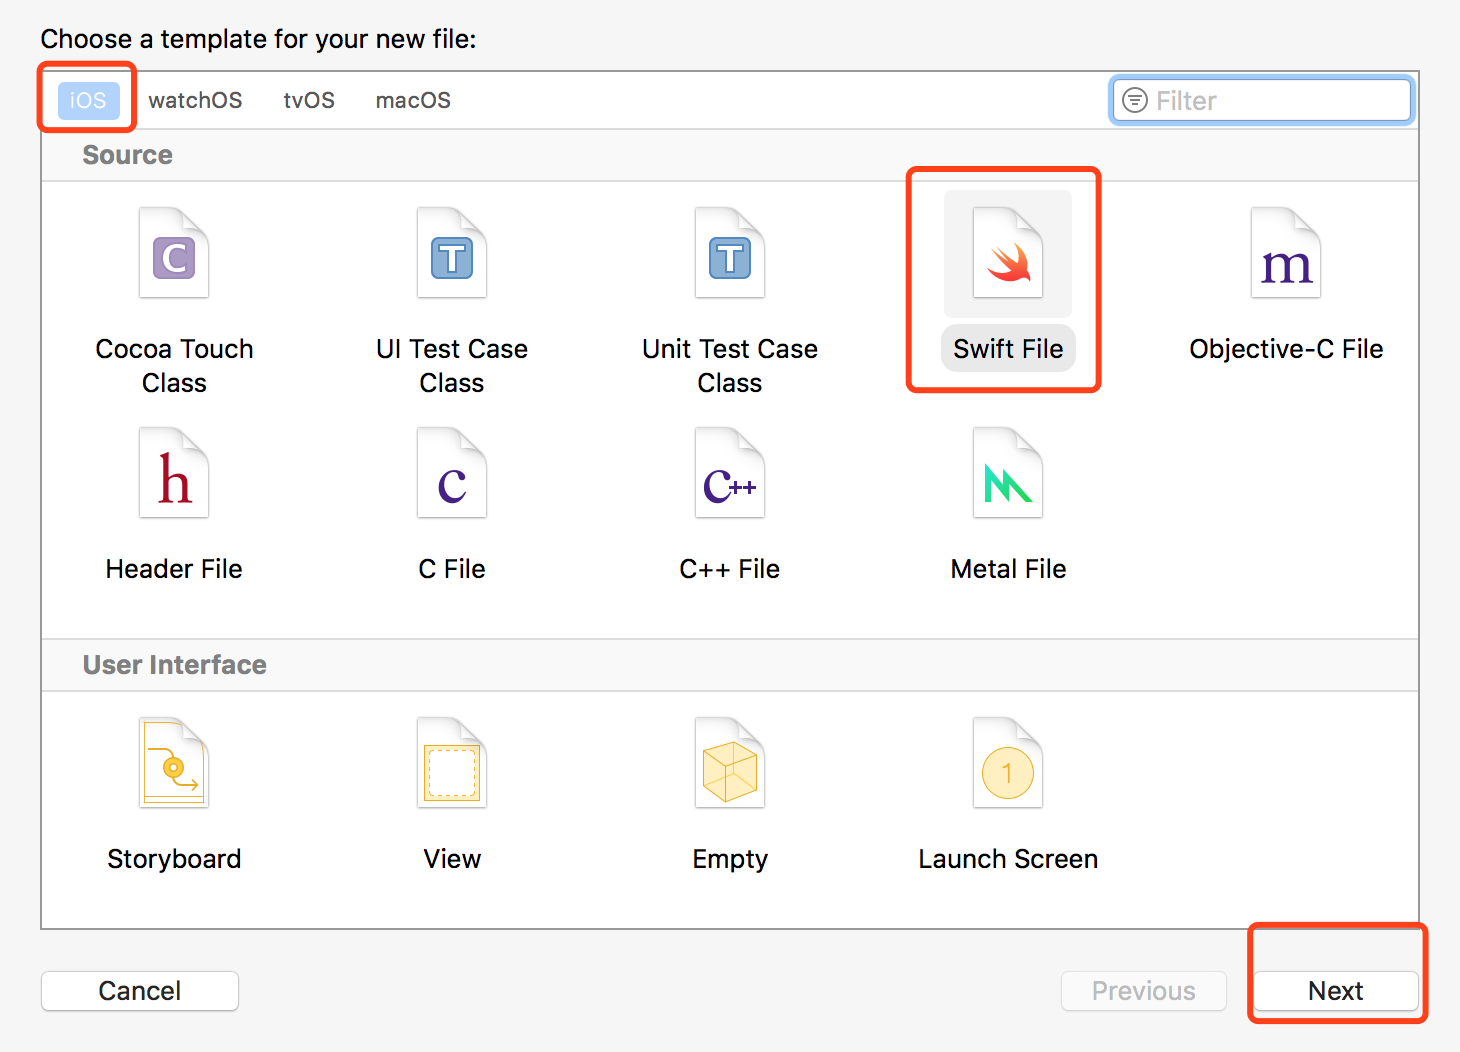 Choose a template for your new file:
iOS watchOS tvOS macOS Filter
Source
C T T m
Cocoa Touch Class
UI Test Case Class
Unit Test Case Class
Swift File
Objective-C File
h c c++
Header File C File C++ File Metal File
User Interface
1
Storyboard View Empty Launch Screen
Cancel Previous Next